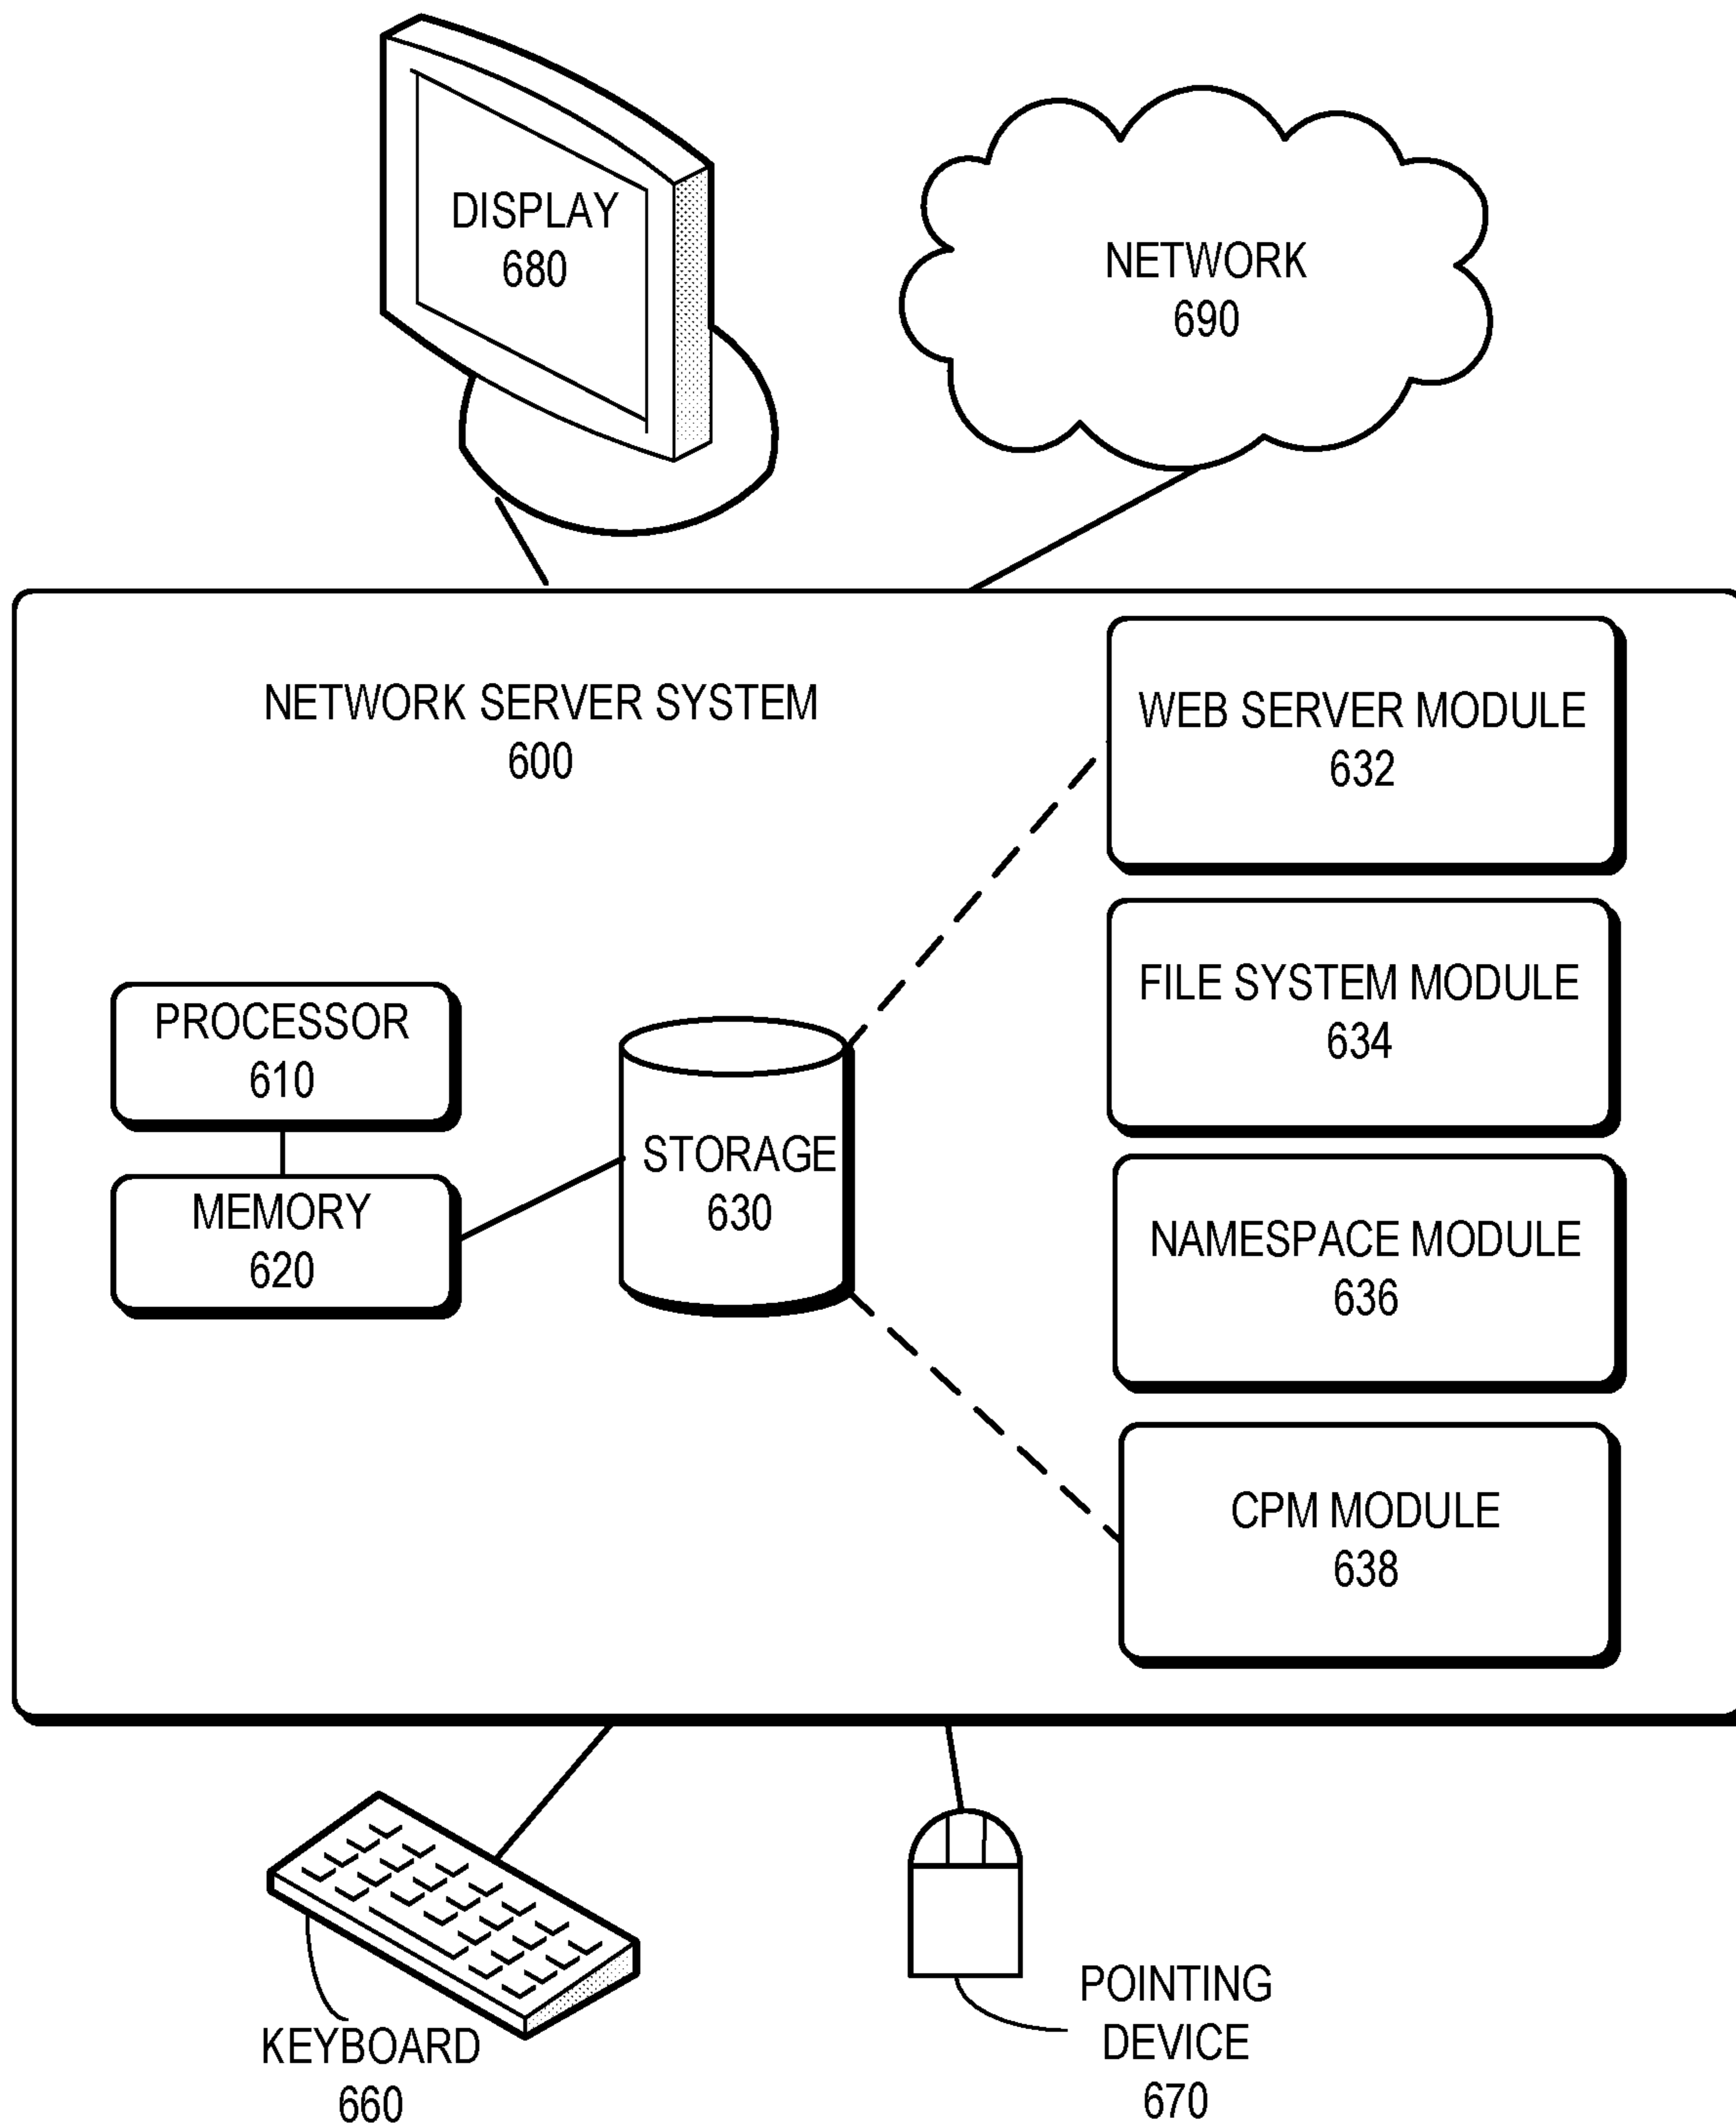 DISPLAY
680
NETWORK
690
NETWORK SERVER SYSTEM
600
WEB SERVER MODULE
632
FILE SYSTEM MODULE
634
PROCESSOR
610
MEMORY
620
STORAGE
630
NAMESPACE MODULE
636
CPM MODULE
638
KEYBOARD
660
POINTING
DEVICE
670